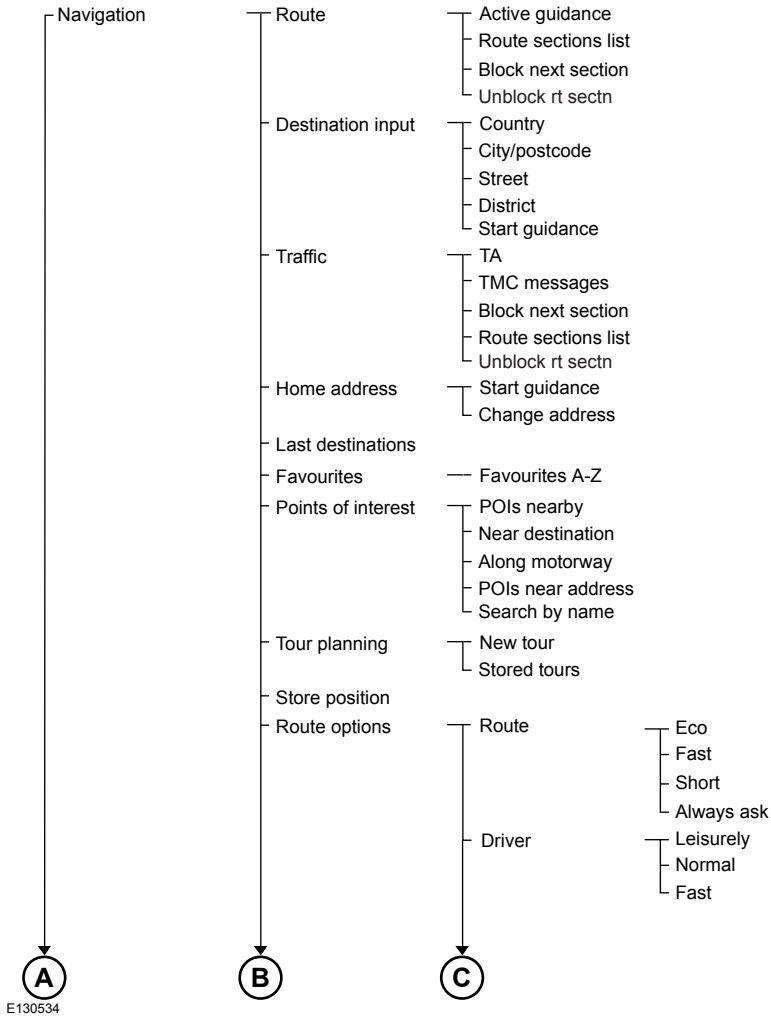 Navigation
Route
Active guidance
Route sections list
Block next section
Unblock rt sectn
Destination input
Country
City/postcode
Street
District
Start guidance
Traffic
TA
TMC messages
Block next section
Route sections list
Unblock rt sectn
Home address
Start guidance
Change address
Last destinations
Favourites
Favourites A-Z
Points of interest
POIs nearby
Near destination
Along motorway
POIs near address
Search by name
Tour planning
New tour
Stored tours
Store position
Route options
Route
Eco
Fast
Short
Always ask
Driver
Leisurely
Normal
Fast
A
B
C
E130534